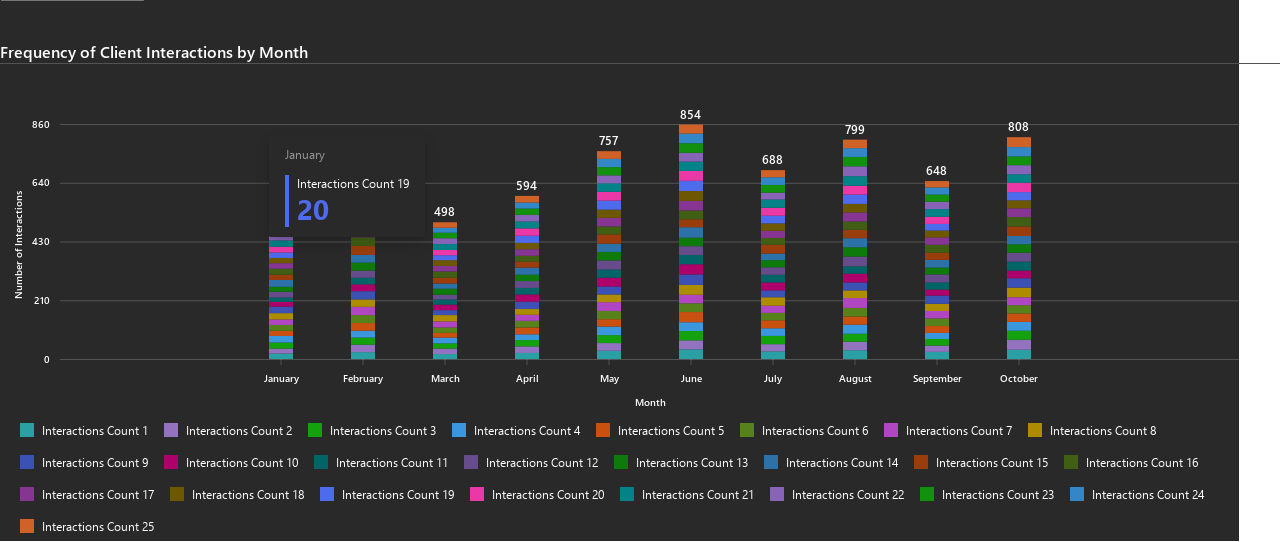 Frequency of Client Interactions by Month
854
860
799
808
757
January
688
Interactions Count 19
20
640
648
594
498
430
210
0
Number of Interactions
January February March April May June July August September October
Month
Interactions Count 1 Interactions Count 2 Interactions Count 3 Interactions Count 4 Interactions Count 5 Interactions Count 6 Interactions Count 7 Interactions Count 8
Interactions Count 9 Interactions Count 10 Interactions Count 11 Interactions Count 12 Interactions Count 13 Interactions Count 14 Interactions Count 15 Interactions Count 16
Interactions Count 17 Interactions Count 18 Interactions Count 19 Interactions Count 20 Interactions Count 21 Interactions Count 22 Interactions Count 23 Interactions Count 24
Interactions Count 25